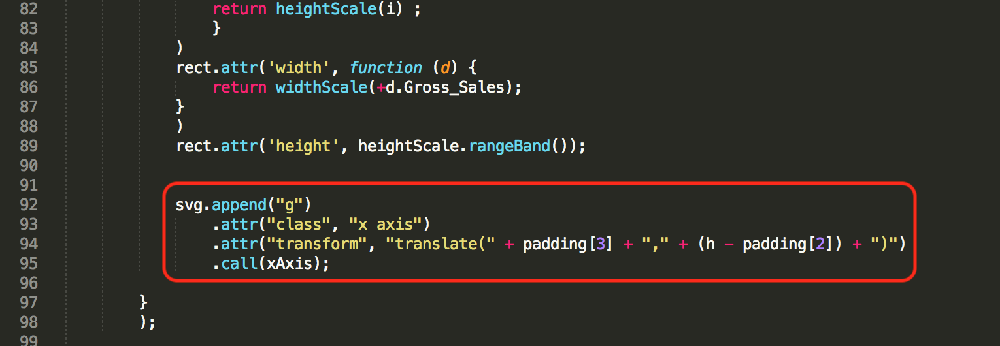 82 return heightScale(i) ;
83 }
84 )
85 rect.attr('width', function (d) {
86 return widthScale(+d.Gross_Sales);
87 }
88 )
89 rect.attr('height', heightScale.rangeBand());
90
91
92 svg.append("g")
93 .attr("class", "x axis")
94 .attr("transform", "translate(" + padding[3] + "," + (h - padding[2]) + ")")
95 .call(xAxis);
96
97 }
98 );
99